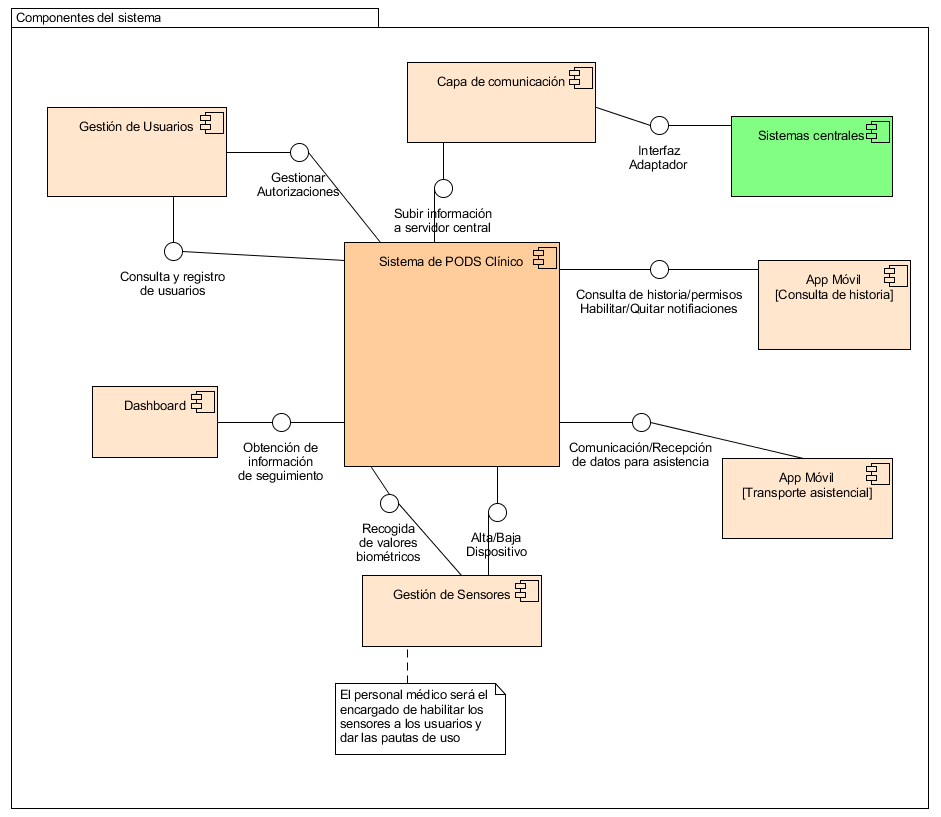 Componentes del sistema
Capa de comunicación
Gestión de Usuarios
Sistemas centrales
Interfaz
Adaptador
Gestionar
Autorizaciones
Subir información
a servidor central
Sistema de PODS Clínico
Consulta y registro
de usuarios
App Móvil
[Consulta de historia]
Consulta de historia/permisos
Habilitar/Quitar notifiaciones
Dashboard
Obtención de
información
de seguimiento
Comunicación/Recepción
de datos para asistencia
App Móvil
[Transporte asistencial]
Recogida
de valores
biométricos
Alta/Baja
Dispositivo
Gestión de Sensores
El personal médico será el
encargado de habilitar los
sensores a los usuarios y
dar las pautas de uso